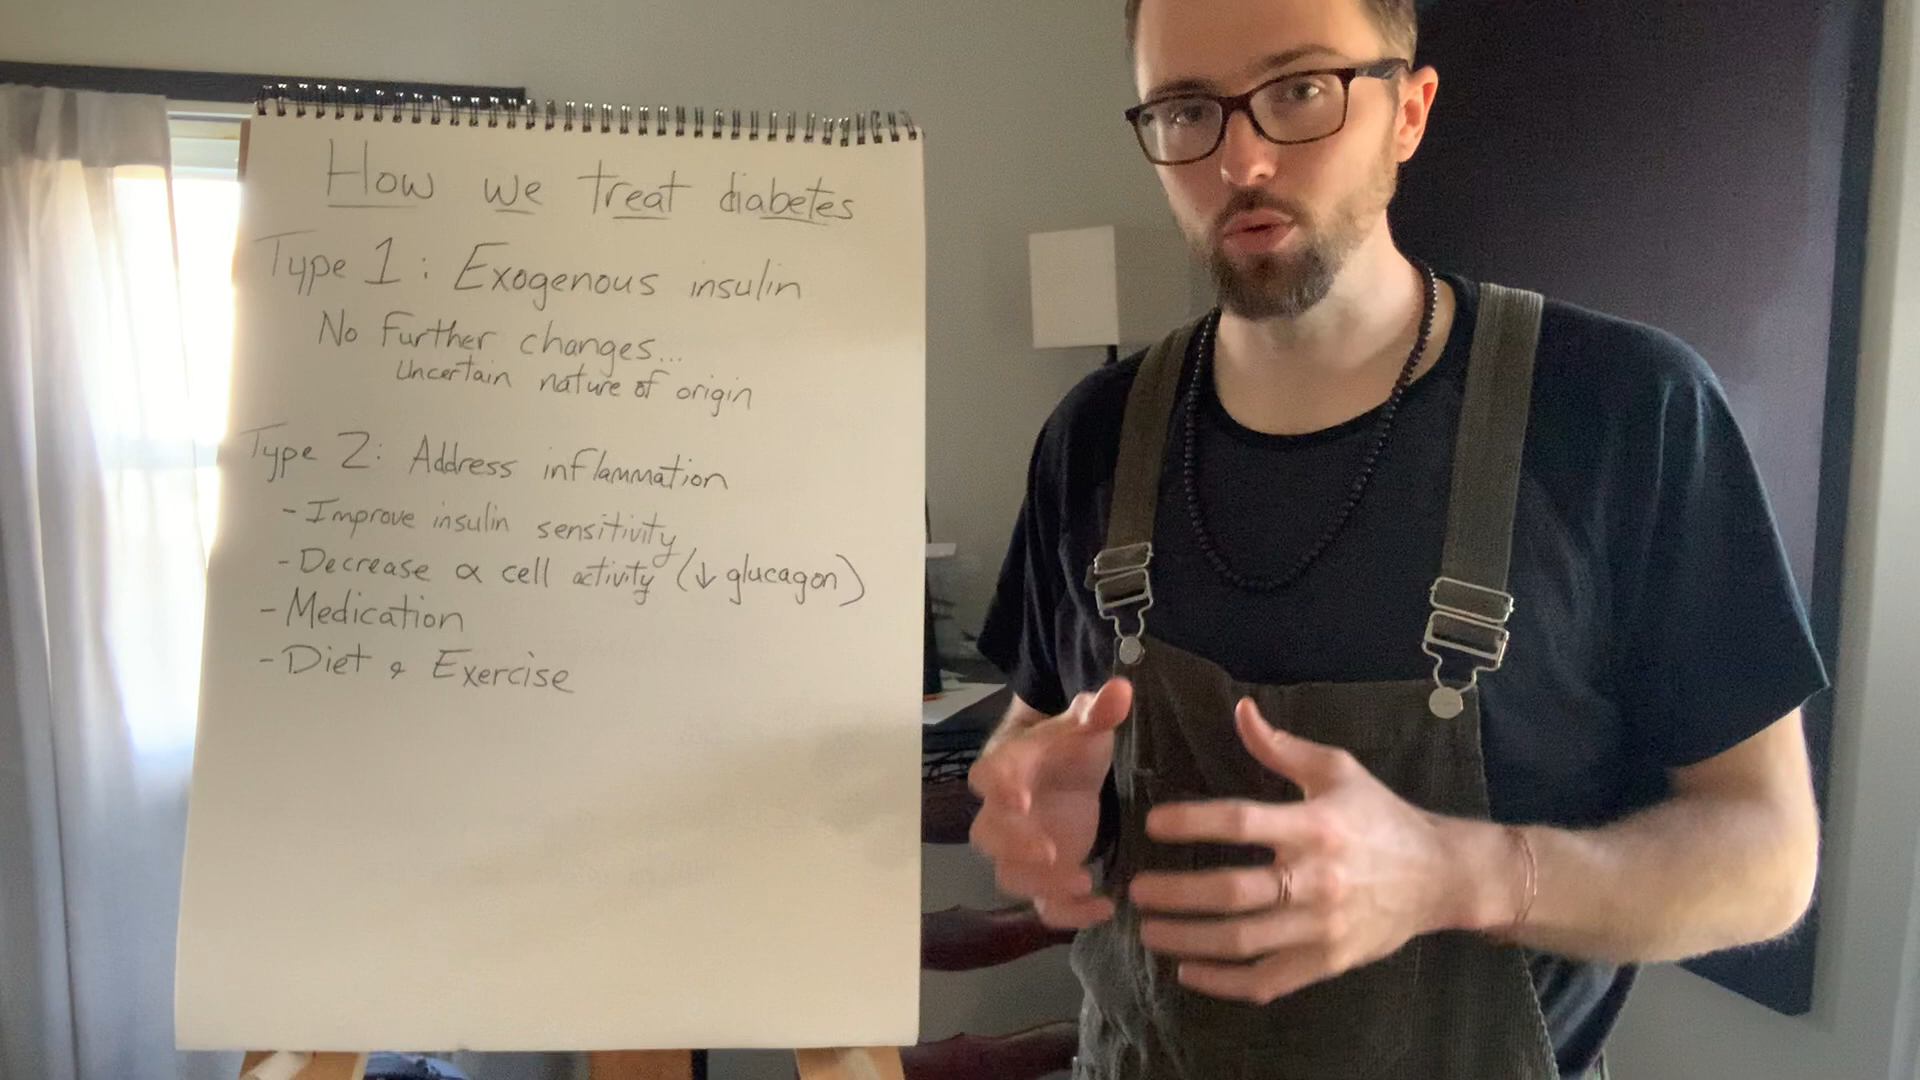 How we treat diabetes
Type 1: Exogenous insulin
No further changes...
Uncertain nature of origin
Type 2: Address inflammation
- Improve insulin sensitivity
- Decrease α cell activity (↓ glucagon)
- Medication
- Diet & Exercise